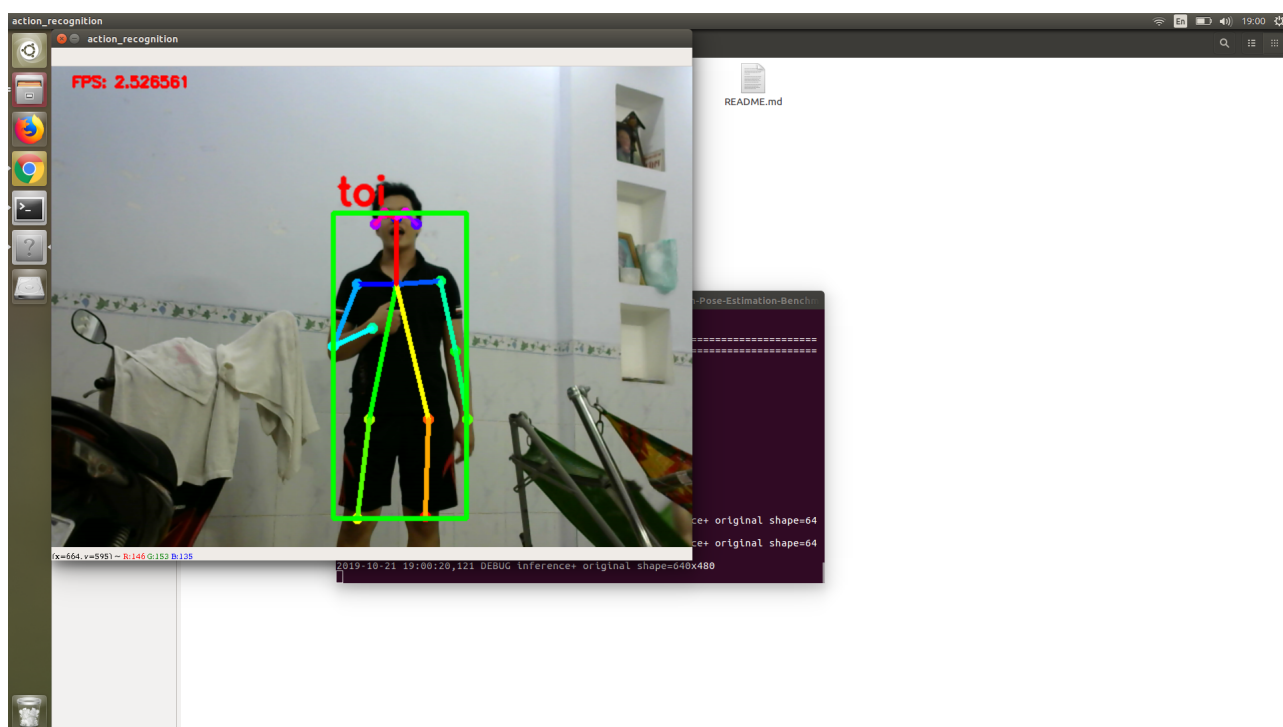 action_recognition
En
19:00
action_recognition
FPS: 2.526561
toi
README.md
n-Pose-Estimation-Benchm
=====================
=====================
ce+ original shape=64
ce+ original shape=64
2019-10-21 19:00:20,121 DEBUG inference+ original shape=640x480
(x=664, y=595) ~ R:146 G:153 B:135